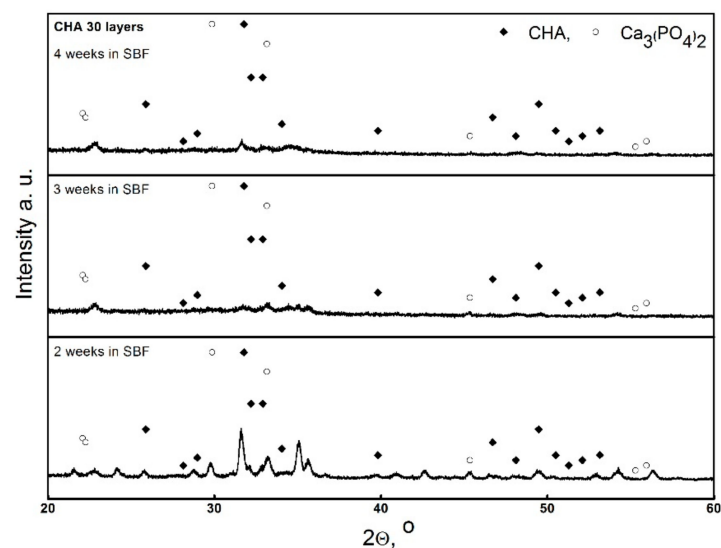 CHA 30 layers
4 weeks in SBF
CHA, Ca3(PO4)2
3 weeks in SBF
2 weeks in SBF
Intensity a. u.
20 30 40 50 60
2Θ, °